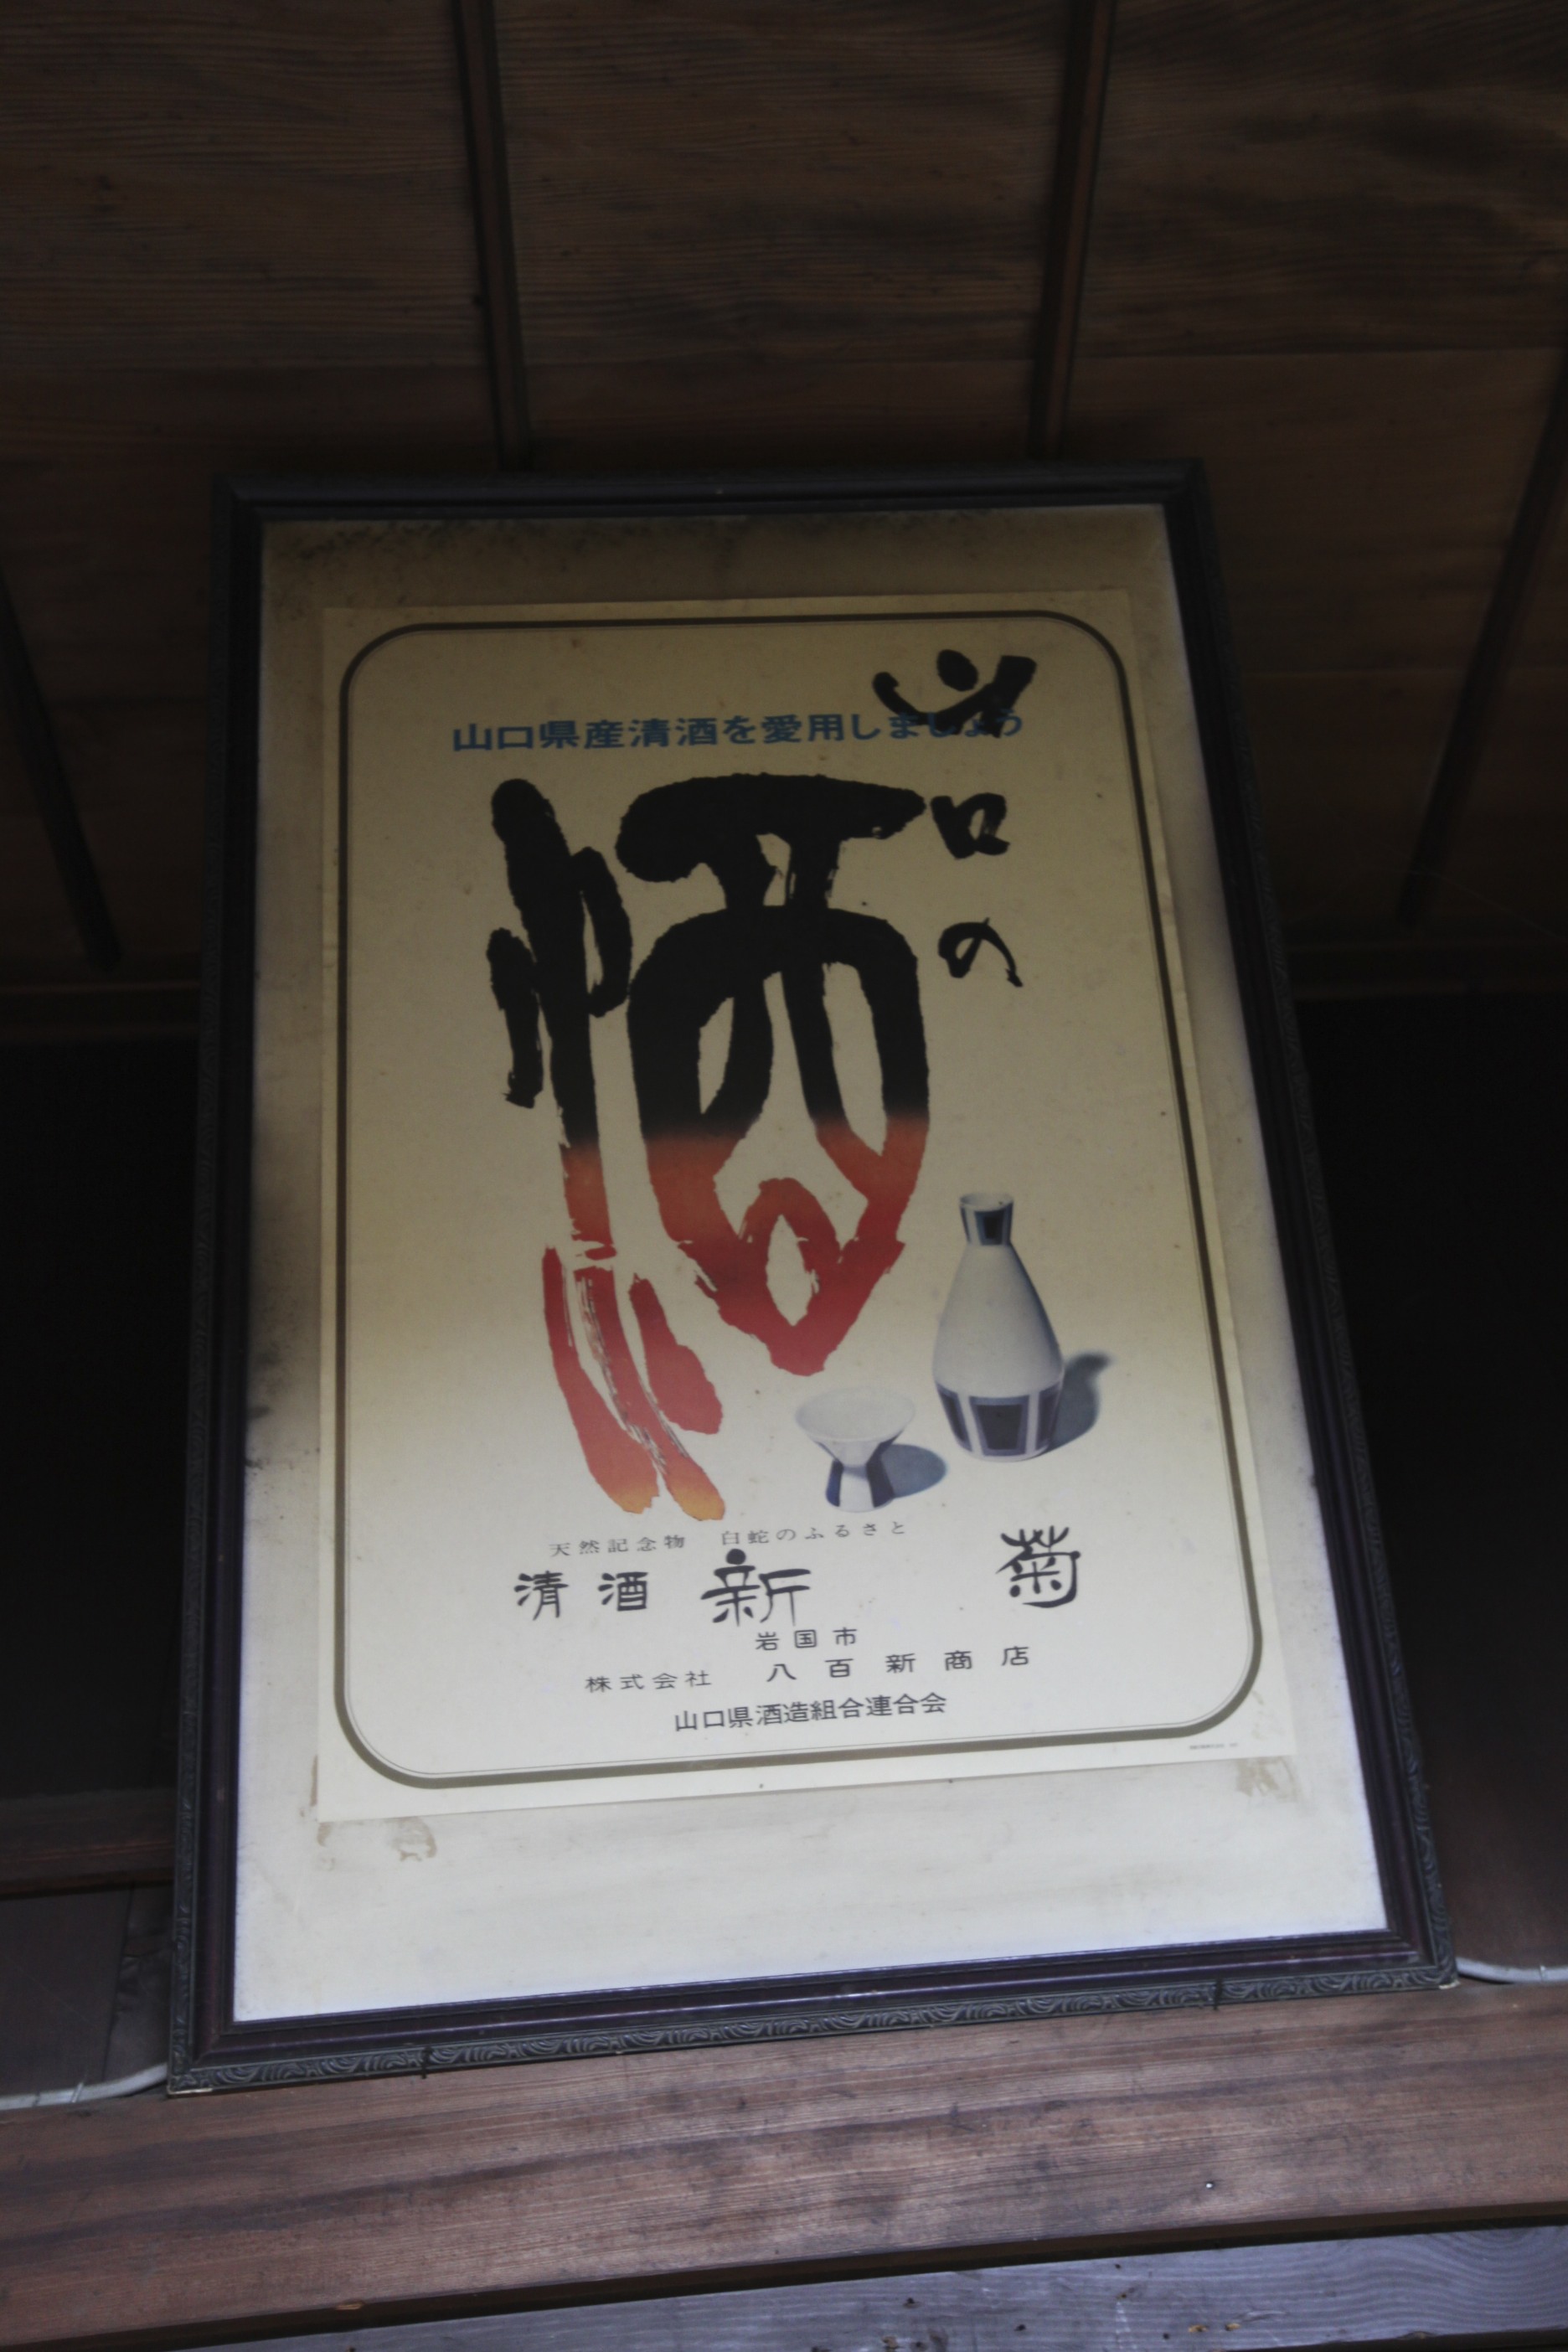 山口県産清酒を愛用しましょう
山口の
酒
天然記念物 白蛇のふるさと
清酒 新 菊
岩国市
株式会社 八百新商店
山口県酒造組合連合会